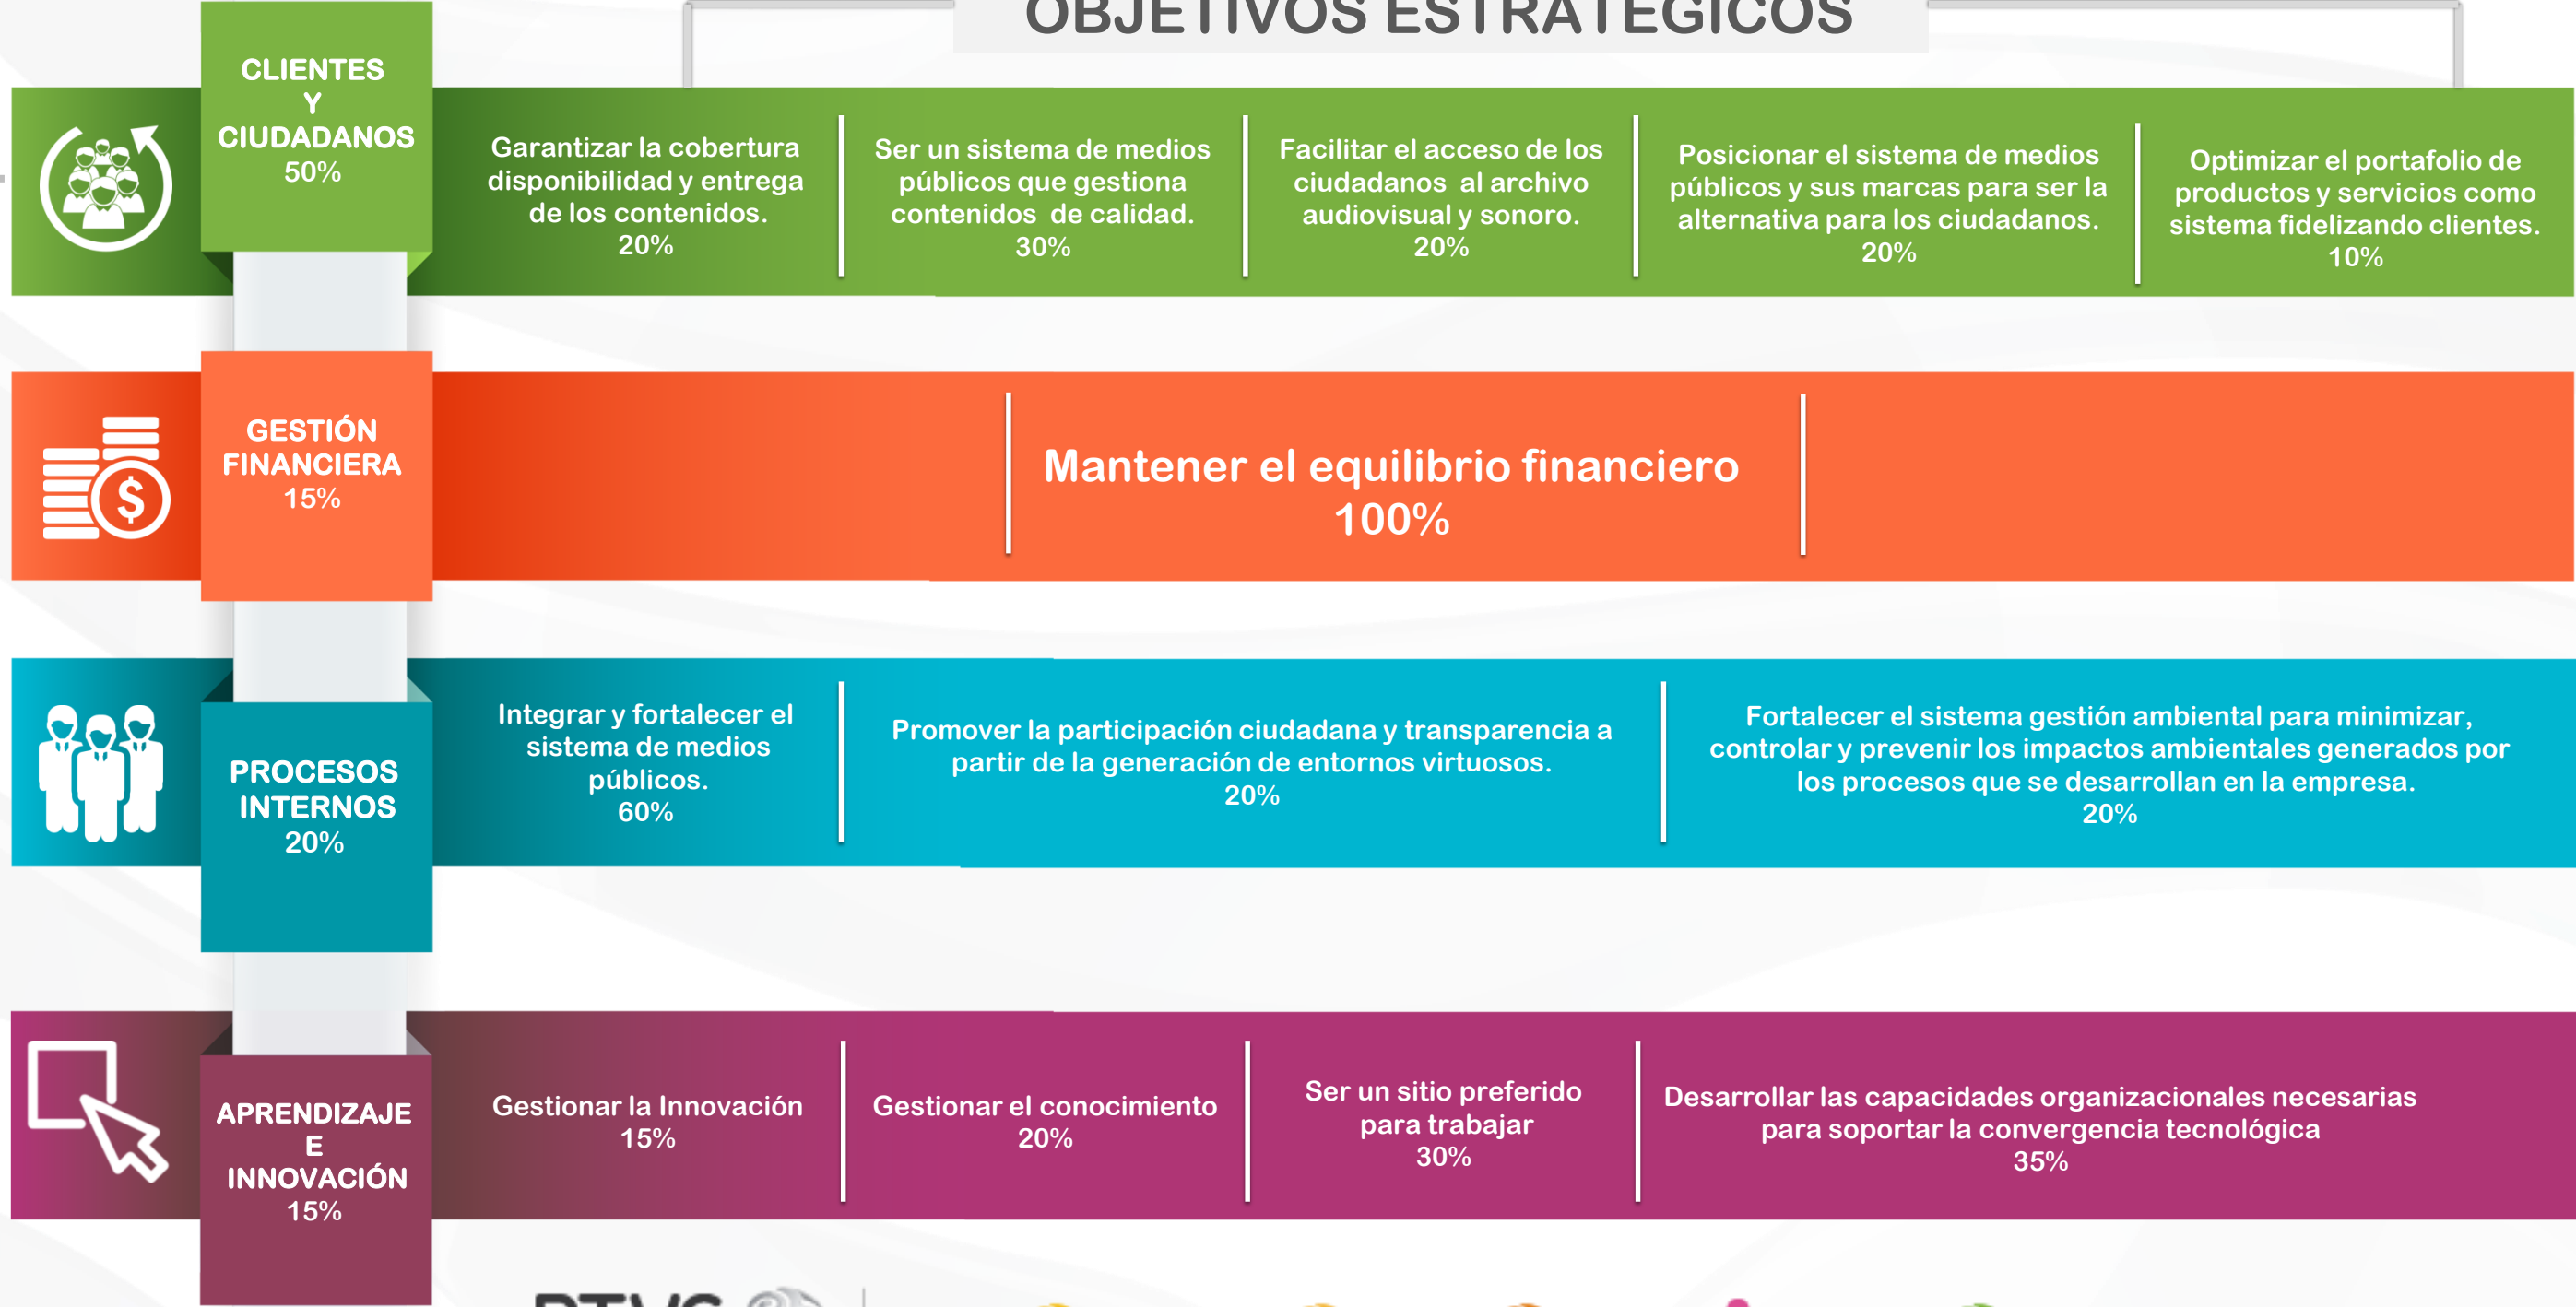 OBJETIVOS ESTRATEGICOS
CLIENTES
Y
CIUDADANOS
50%
Garantizar la cobertura
disponibilidad y entrega
de los contenidos.
20%
Ser un sistema de medios
públicos que gestiona
contenidos de calidad.
30%
Facilitar el acceso de los
ciudadanos al archivo
audiovisual y sonoro.
20%
Posicionar el sistema de medios
públicos y sus marcas para ser la
alternativa para los ciudadanos.
20%
Optimizar el portafolio de
productos y servicios como
sistema fidelizando clientes.
10%
GESTIÓN
FINANCIERA
15%
$
Mantener el equilibrio financiero
100%
PROCESOS
INTERNOS
20%
Integrar y fortalecer el
sistema de medios
públicos.
60%
Promover la participación ciudadana y transparencia a
partir de la generación de entornos virtuosos.
20%
Fortalecer el sistema gestión ambiental para minimizar,
controlar y prevenir los impactos ambientales generados por
los procesos que se desarrollan en la empresa.
20%
APRENDIZAJE
E
INNOVACIÓN
15%
Gestionar la Innovación
15%
Gestionar el conocimiento
20%
Ser un sitio preferido
para trabajar
30%
Desarrollar las capacidades organizacionales necesarias
para soportar la convergencia tecnológica
35%